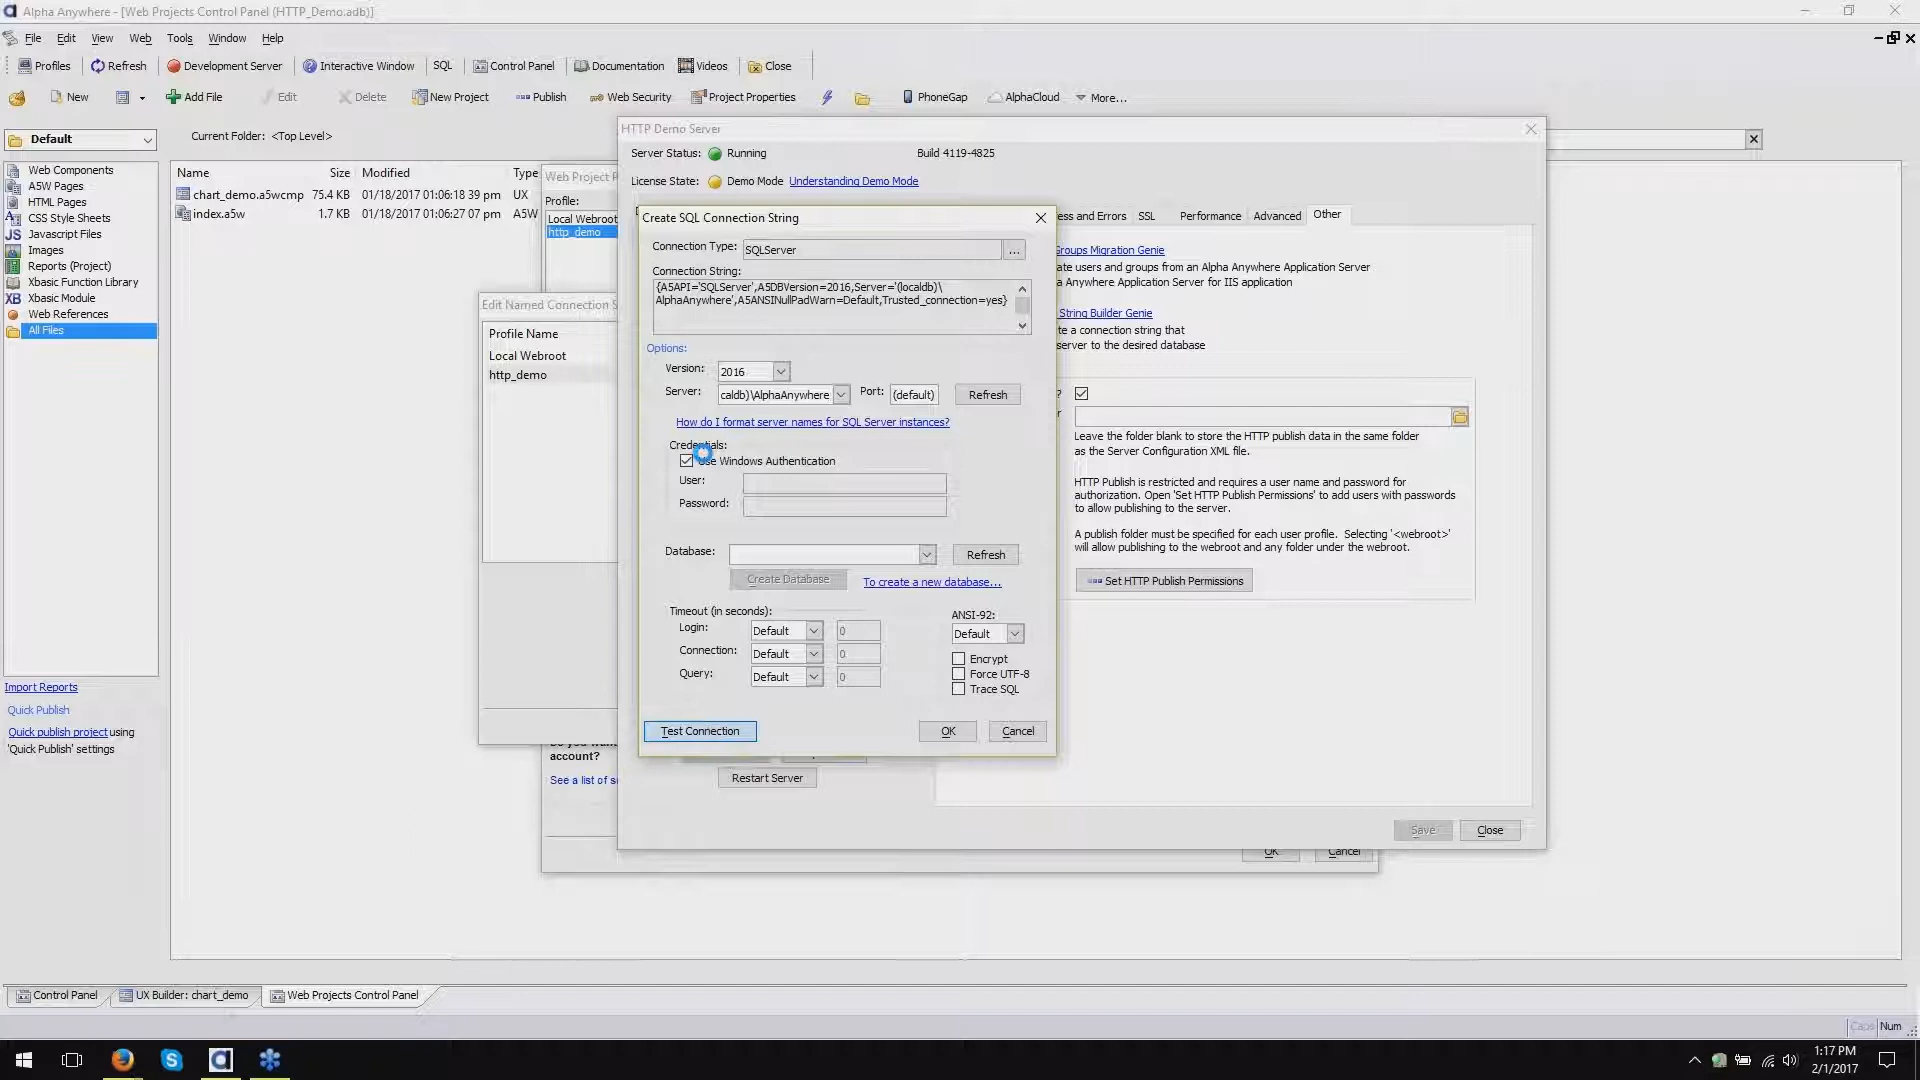 Alpha Anywhere - [Web Projects Control Panel (HTTP_Demo.adb)]
File Edit View Web Tools Window Help
Profiles Refresh Development Server Interactive Window SQL Control Panel Documentation Videos Close
New Add File Edit Delete New Project Publish Web Security Project Properties PhoneGap AlphaCloud More...
Default
Current Folder: <Top Level>
Web Components
A5W Pages
HTML Pages
CSS Style Sheets
Javascript Files
Images
Reports (Project)
Xbasic Function Library
Xbasic Module
Web References
All Files
Import Reports
Quick Publish
Quick publish project using
'Quick Publish' settings
Name Size Modified Type
chart_demo.a5wcmp 75.4 KB 01/18/2017 01:06:18 39 pm UX
index.a5w 1.7 KB 01/18/2017 01:06:27 07 pm A5W
Web Project P
Profile:
Local Webroot
http_demo
Edit Named Connection S
Profile Name
Local Webroot
http_demo
account?
See a list of s
OK Cancel
HTTP Demo Server
Server Status: Running Build 4119-4825
License State: Demo Mode Understanding Demo Mode
ess and Errors SSL Performance Advanced Other
Groups Migration Genie
ate users and groups from an Alpha Anywhere Application Server
a Anywhere Application Server for IIS application
String Builder Genie
te a connection string that
server to the desired database
?
Leave the folder blank to store the HTTP publish data in the same folder
as the Server Configuration XML file.
HTTP Publish is restricted and requires a user name and password for
authorization. Open 'Set HTTP Publish Permissions' to add users with passwords
to allow publishing to the server.
A publish folder must be specified for each user profile. Selecting '<webroot>'
will allow publishing to the webroot and any folder under the webroot.
Set HTTP Publish Permissions
Restart Server
Save Close
Create SQL Connection String
Connection Type: SQLServer ...
Connection String:
{A5API='SQLServer',A5DBVersion=2016,Server='(localdb)\
AlphaAnywhere',A5ANSINullPadWarn=Default,Trusted_connection=yes}
Options:
Version: 2016
Server: caldb)\AlphaAnywhere Port: (default) Refresh
How do I format server names for SQL Server instances?
Credentials:
Use Windows Authentication
User:
Password:
Database: Refresh
Create Database To create a new database...
Timeout (in seconds):
Login: Default 0
Connection: Default 0
Query: Default 0
ANSI-92:
Default
Encrypt
Force UTF-8
Trace SQL
Test Connection OK Cancel
Control Panel UX Builder: chart_demo Web Projects Control Panel
Caps Num
1:17 PM
2/1/2017